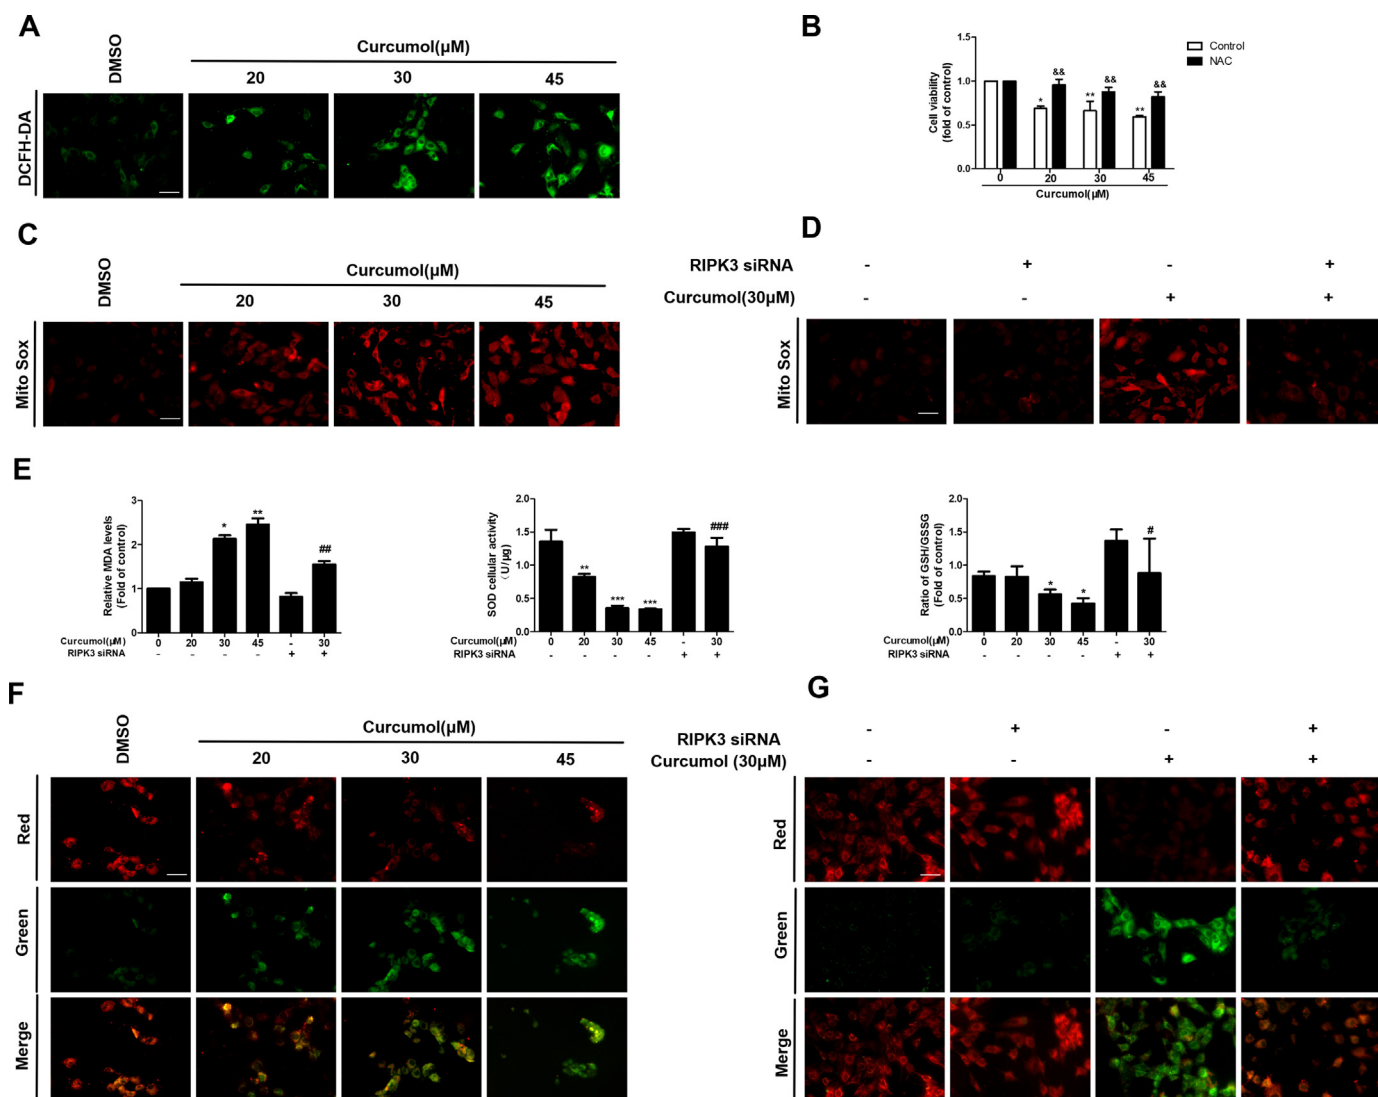 A
DMSO
Curcumol(μM)
20 30 45
DCFH-DA
B
1.5
1.0
0.5
0.0
Cell viability
(fold of control)
* ** **
&& && &&
0 20 30 45
Curcumol(μM)
Control
NAC
C
DMSO
Curcumol(μM)
20 30 45
Mito Sox
D
RIPK3 siRNA - + - +
Curcumol(30μM) - - + +
Mito Sox
E
Relative MDA levels
(Fold of control)
3
2
1
0
* ** ##
Curcumol(μM) 0 20 30 45 - 30
RIPK3 siRNA - - - - + +
SOD cellular activity
(U/μg)
2.0
1.5
1.0
0.5
0.0
** *** *** ###
Curcumol(μM) 0 20 30 45 - 30
RIPK3 siRNA - - - - + +
Ratio of GSH/GSSG
(Fold of control)
2.0
1.5
1.0
0.5
0.0
* * #
Curcumol(μM) 0 20 30 45 - 30
RIPK3 siRNA - - - - + +
F
DMSO
Curcumol(μM)
20 30 45
Red
Green
Merge
G
RIPK3 siRNA - + - +
Curcumol (30μM) - - + +
Red
Green
Merge